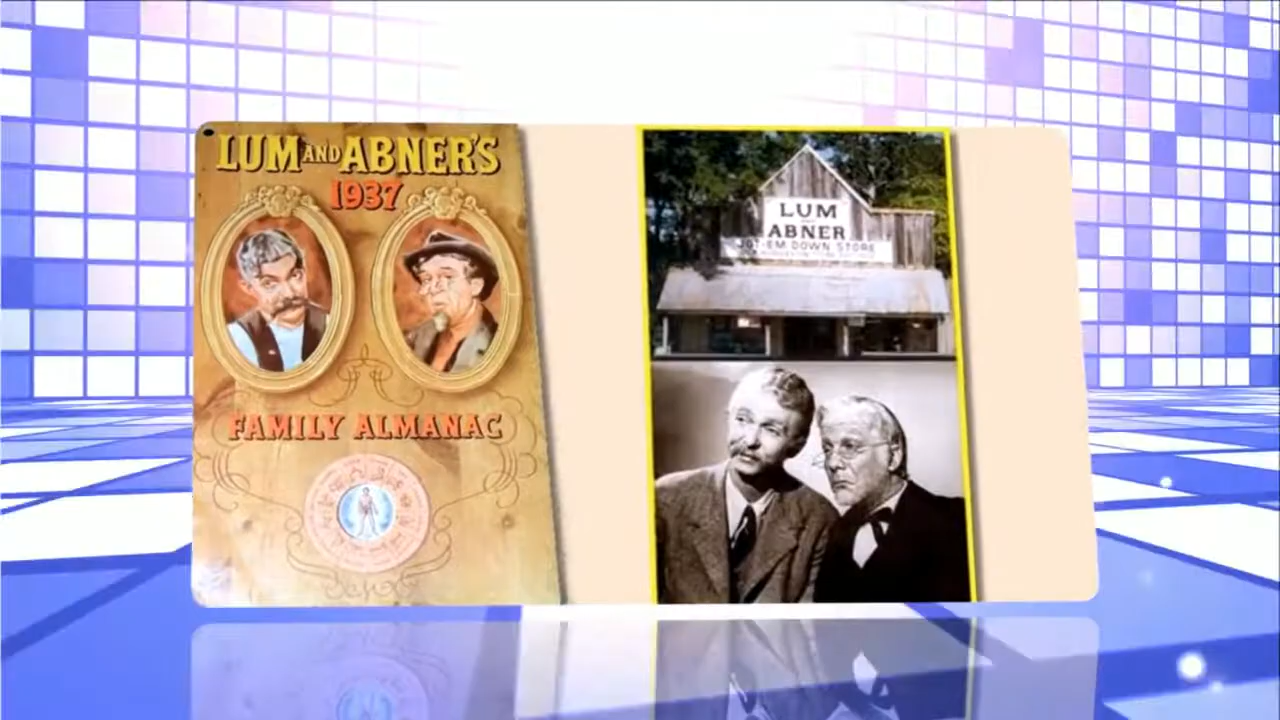 LUM AND ABNER'S
1937
FAMILY ALMANAC
LUM
ABNER
JOT-EM DOWN STORE